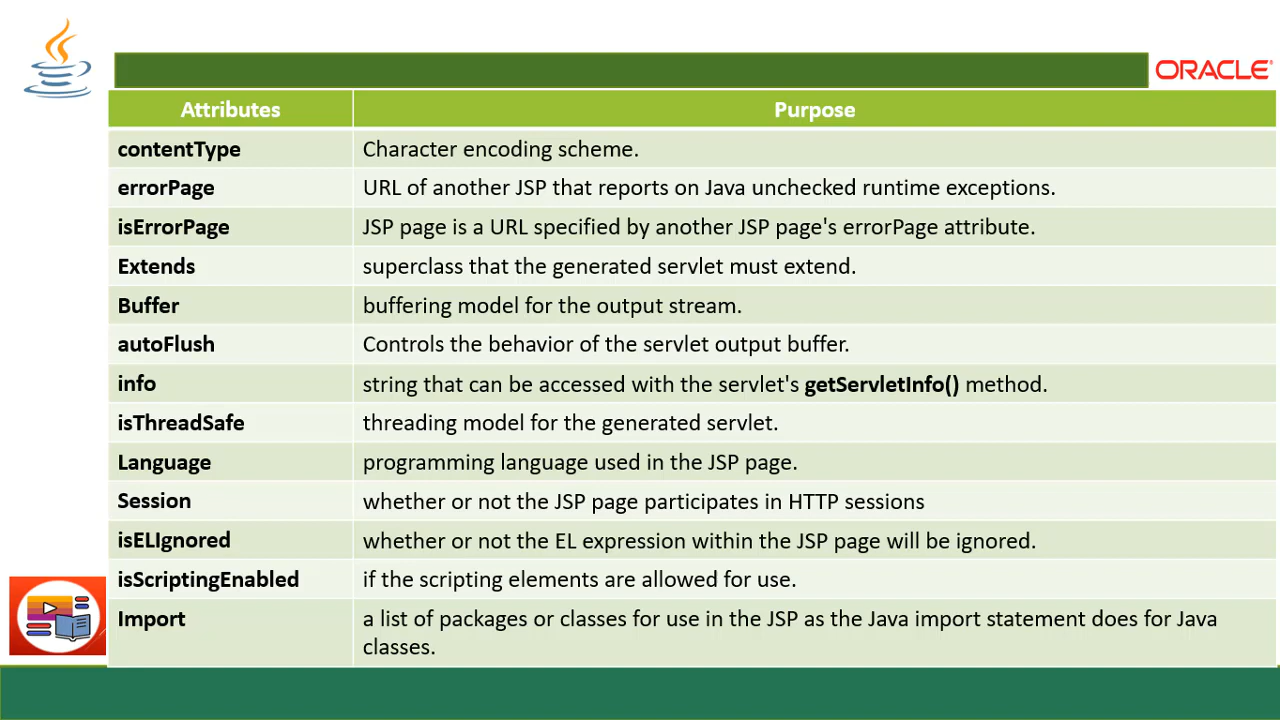 ORACLE
Attributes Purpose
contentType Character encoding scheme.
errorPage URL of another JSP that reports on Java unchecked runtime exceptions.
isErrorPage JSP page is a URL specified by another JSP page's errorPage attribute.
Extends superclass that the generated servlet must extend.
Buffer buffering model for the output stream.
autoFlush Controls the behavior of the servlet output buffer.
info string that can be accessed with the servlet's getServletInfo() method.
isThreadSafe threading model for the generated servlet.
Language programming language used in the JSP page.
Session whether or not the JSP page participates in HTTP sessions
isELIgnored whether or not the EL expression within the JSP page will be ignored.
isScriptingEnabled if the scripting elements are allowed for use.
Import a list of packages or classes for use in the JSP as the Java import statement does for Java
classes.